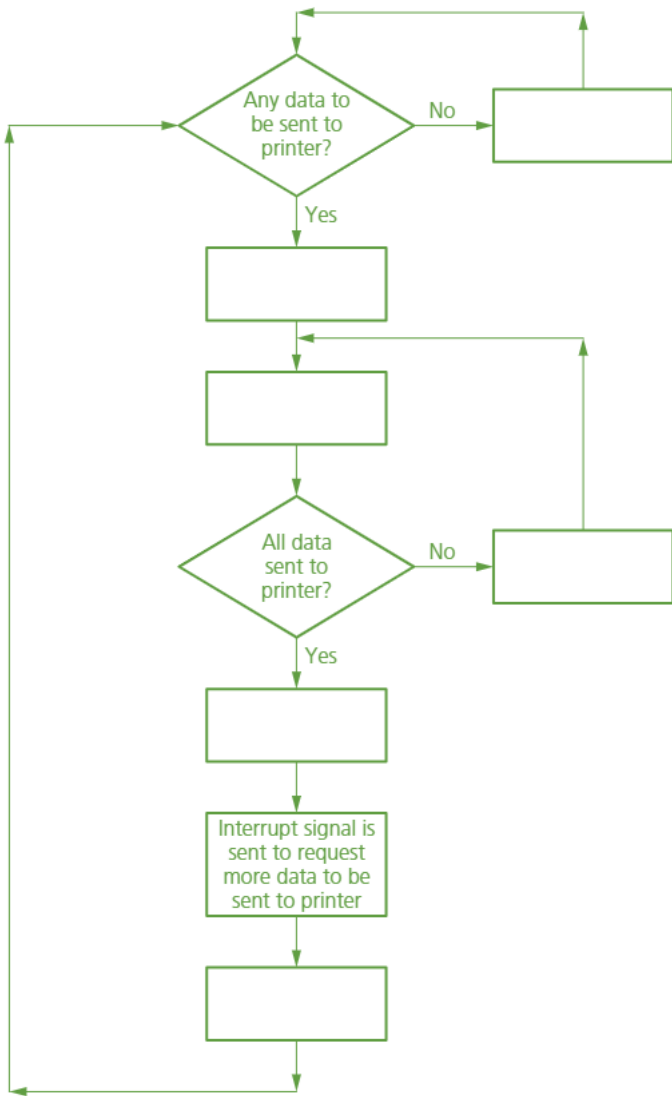 Any data to
be sent to
printer?
No
Yes
All data
sent to
printer?
No
Yes
Interrupt signal is
sent to request
more data to be
sent to printer